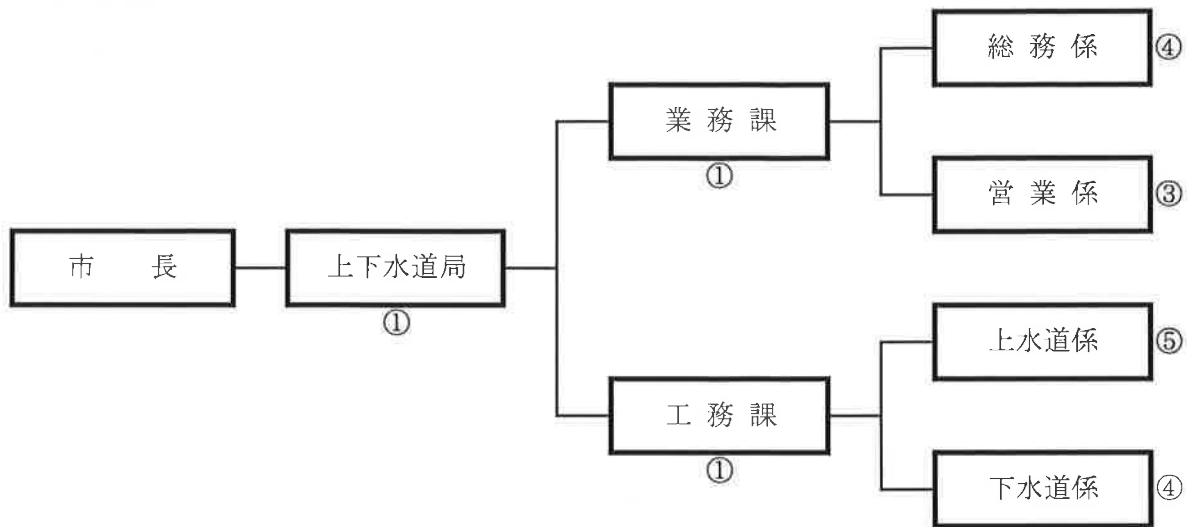 総務係 ④
業務課
①
営業係 ③
市長
上下水道局
①
上水道係 ⑤
工務課
①
下水道係 ④